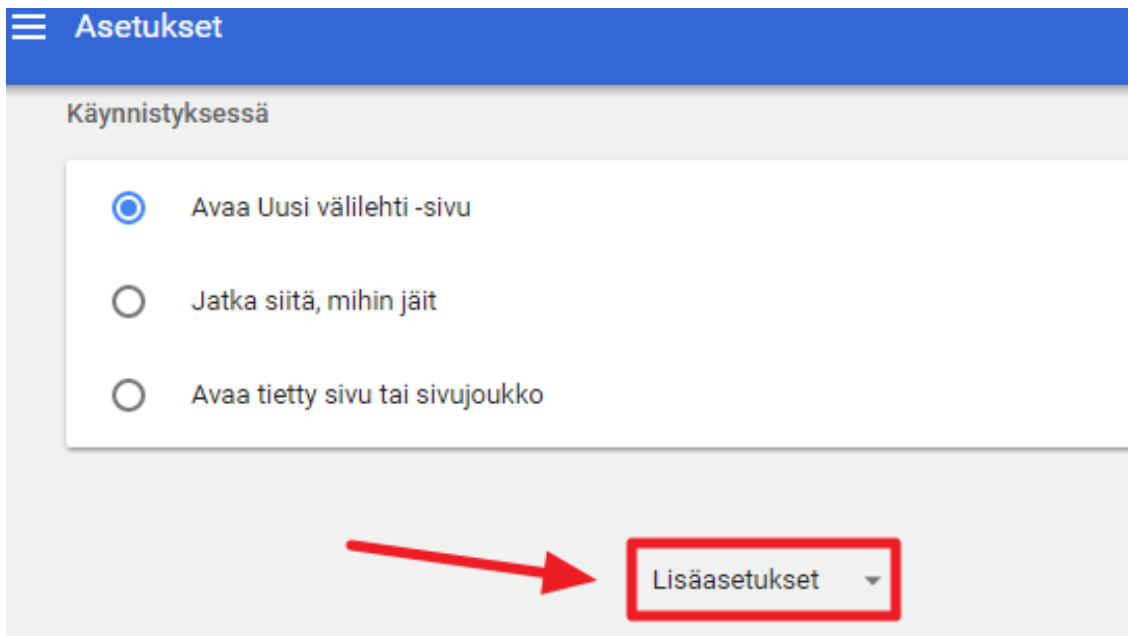 Asetukset
Käynnistyksessä
Avaa Uusi välilehti -sivu
Jatka siitä, mihin jäit
Avaa tietty sivu tai sivujoukko
Lisäasetukset